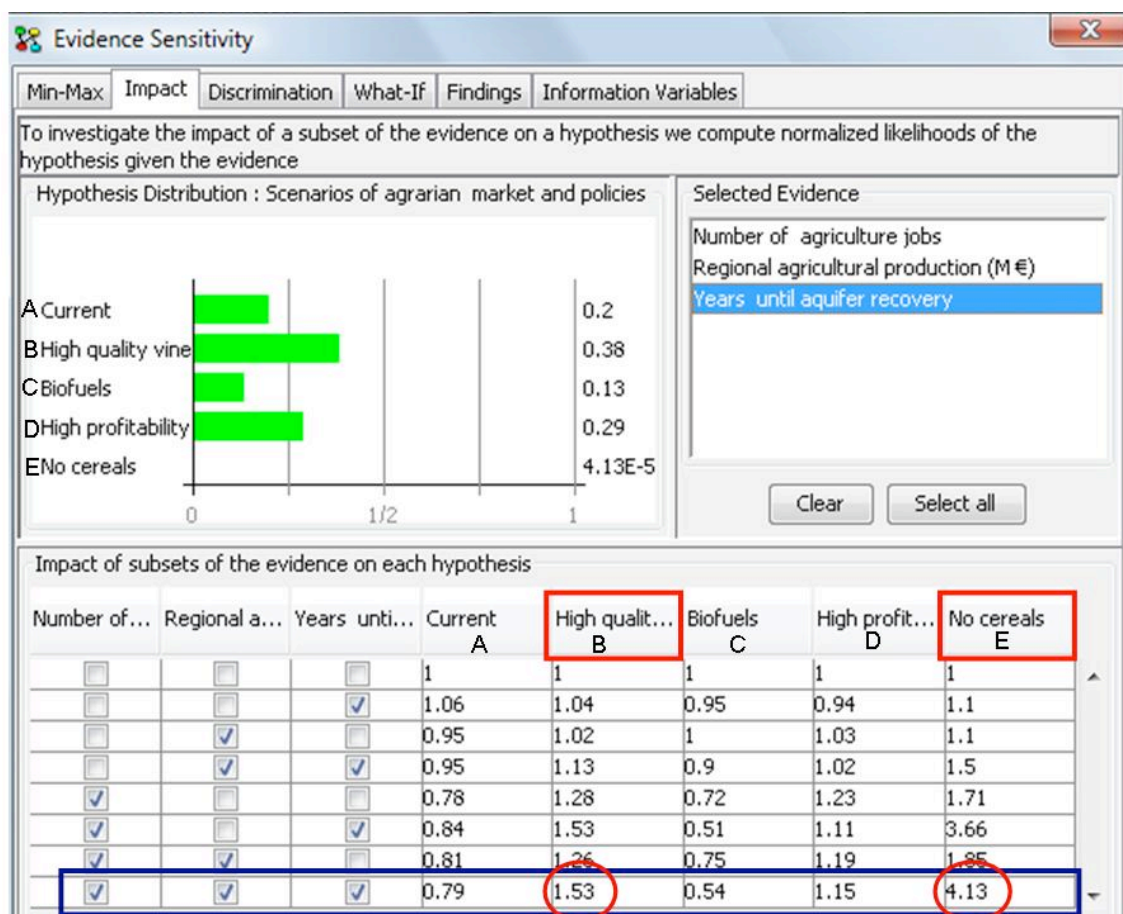 Evidence Sensitivity
X
Min-Max Impact Discrimination What-If Findings Information Variables
To investigate the impact of a subset of the evidence on a hypothesis we compute normalized likelihoods of the
hypothesis given the evidence
Hypothesis Distribution : Scenarios of agrarian market and policies
A Current 0.2
B High quality vine 0.38
C Biofuels 0.13
D High profitability 0.29
E No cereals 4.13E-5
0 1/2 1
Selected Evidence
Number of agriculture jobs
Regional agricultural production (M €)
Years until aquifer recovery
Clear Select all
Impact of subsets of the evidence on each hypothesis
Number of... Regional a... Years unti... Current High qualit... Biofuels High profit... No cereals
A B C D E
1 1 1 1 1
1.06 1.04 0.95 0.94 1.1
0.95 1.02 1 1.03 1.1
0.95 1.13 0.9 1.02 1.5
0.78 1.28 0.72 1.23 1.71
0.84 1.53 0.51 1.11 3.66
0.81 1.26 0.75 1.19 1.85
0.79 1.53 0.54 1.15 4.13